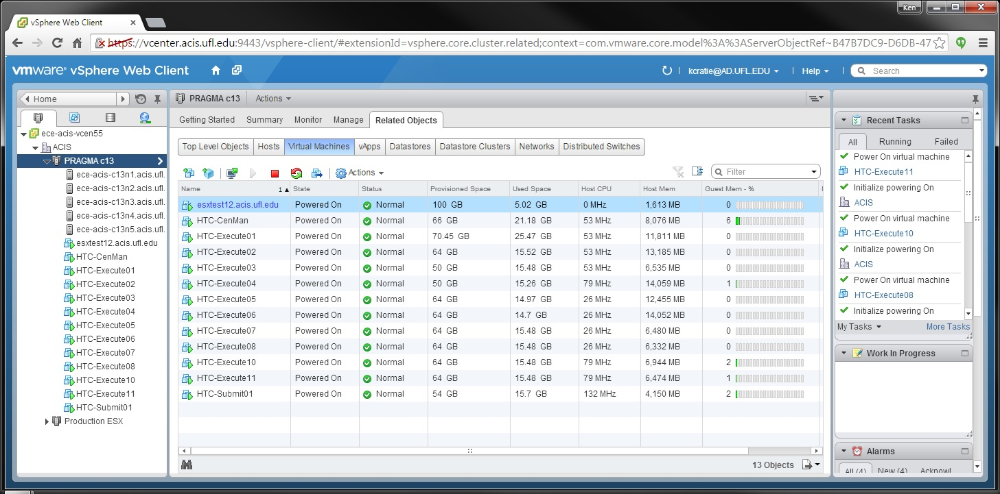 Ken
vSphere Web Client
https://vcenter.acis.ufl.edu:9443/vsphere-client/#extensionId=vsphere.core.cluster.related;context=com.vmware.core.model%3A%3AServerObjectRef~B47B7DC9-D6DB-47
vmware® vSphere Web Client | kcratie@AD.UFL.EDU | Help | Search
Home
ece-acis-vcen55
ACIS
PRAGMA c13
ece-acis-c13n1.acis.ufl.
ece-acis-c13n2.acis.ufl.
ece-acis-c13n3.acis.ufl.
ece-acis-c13n4.acis.ufl.
ece-acis-c13n5.acis.ufl.
esxtest12.acis.ufl.edu
HTC-CenMan
HTC-Execute01
HTC-Execute02
HTC-Execute03
HTC-Execute04
HTC-Execute05
HTC-Execute06
HTC-Execute07
HTC-Execute08
HTC-Execute10
HTC-Execute11
HTC-Submit01
Production ESX
PRAGMA c13 Actions
Getting Started Summary Monitor Manage Related Objects
Top Level Objects Hosts Virtual Machines vApps Datastores Datastore Clusters Networks Distributed Switches
Actions Filter
Name 1 State Status Provisioned Space Used Space Host CPU Host Mem Guest Mem - %
esxtest12.acis.ufl.edu Powered On Normal 100 GB 5.02 GB 0 MHz 1,613 MB 0
HTC-CenMan Powered On Normal 66 GB 21.18 GB 53 MHz 8,076 MB 6
HTC-Execute01 Powered On Normal 70.45 GB 25.47 GB 53 MHz 11,811 MB 0
HTC-Execute02 Powered On Normal 64 GB 15.52 GB 53 MHz 13,185 MB 0
HTC-Execute03 Powered On Normal 50 GB 15.48 GB 53 MHz 6,535 MB 0
HTC-Execute04 Powered On Normal 50 GB 15.26 GB 79 MHz 14,059 MB 1
HTC-Execute05 Powered On Normal 64 GB 14.97 GB 26 MHz 12,455 MB 0
HTC-Execute06 Powered On Normal 64 GB 14.7 GB 26 MHz 14,052 MB 0
HTC-Execute07 Powered On Normal 64 GB 15.48 GB 26 MHz 6,480 MB 0
HTC-Execute08 Powered On Normal 64 GB 15.48 GB 26 MHz 6,332 MB 0
HTC-Execute10 Powered On Normal 64 GB 15.48 GB 79 MHz 6,944 MB 2
HTC-Execute11 Powered On Normal 64 GB 15.48 GB 79 MHz 6,474 MB 1
HTC-Submit01 Powered On Normal 54 GB 15.7 GB 132 MHz 4,150 MB 2
13 Objects
Recent Tasks
All Running Failed
Power On virtual machine
HTC-Execute11
Initialize powering On
ACIS
Power On virtual machine
HTC-Execute10
Initialize powering On
ACIS
Power On virtual machine
HTC-Execute08
Initialize powering On
My Tasks More Tasks
Work In Progress
Alarms
All (4) New (4) Acknowl